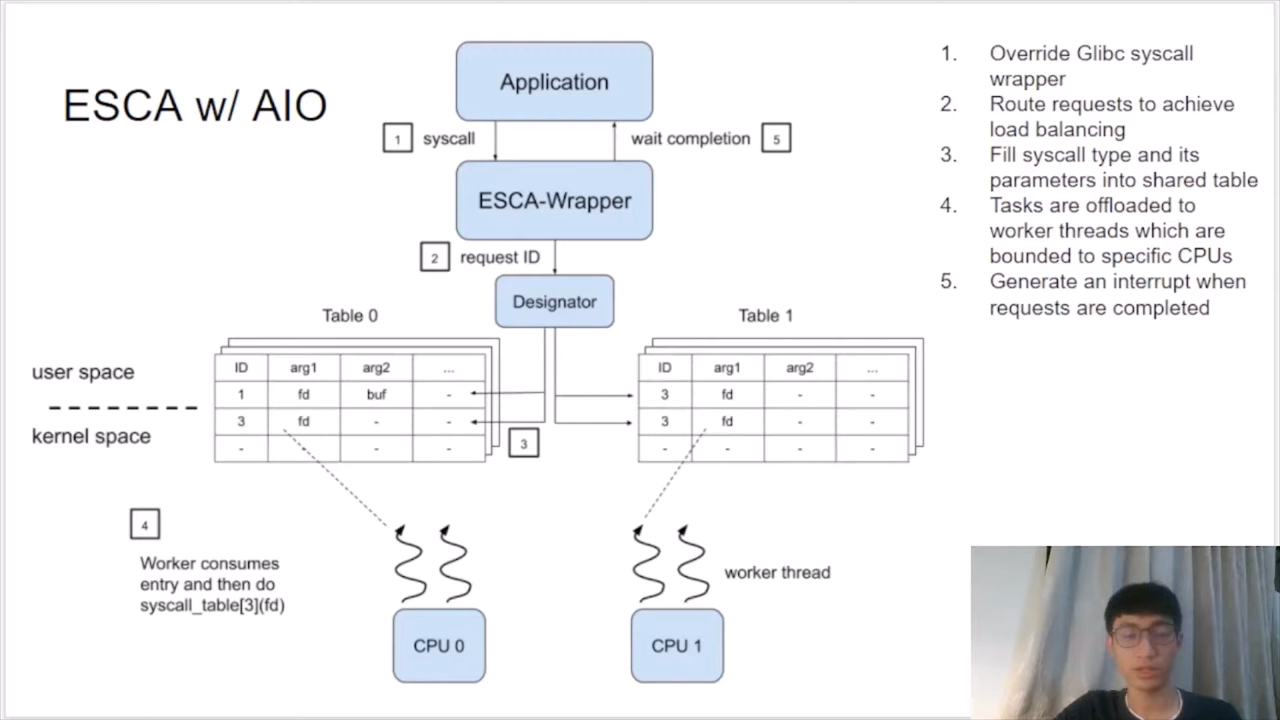 ESCA w/ AIO
Application
1
syscall
wait completion
5
ESCA-Wrapper
2
request ID
Designator
Table 0
Table 1
user space
kernel space
ID arg1 arg2 ...
1 fd buf -
3 fd - -
- - - -
ID arg1 arg2 ...
3 fd - -
3 fd - -
- - - -
3
4
Worker consumes
entry and then do
syscall_table[3](fd)
worker thread
CPU 0
CPU 1
1. Override Glibc syscall
wrapper
2. Route requests to achieve
load balancing
3. Fill syscall type and its
parameters into shared table
4. Tasks are offloaded to
worker threads which are
bounded to specific CPUs
5. Generate an interrupt when
requests are completed